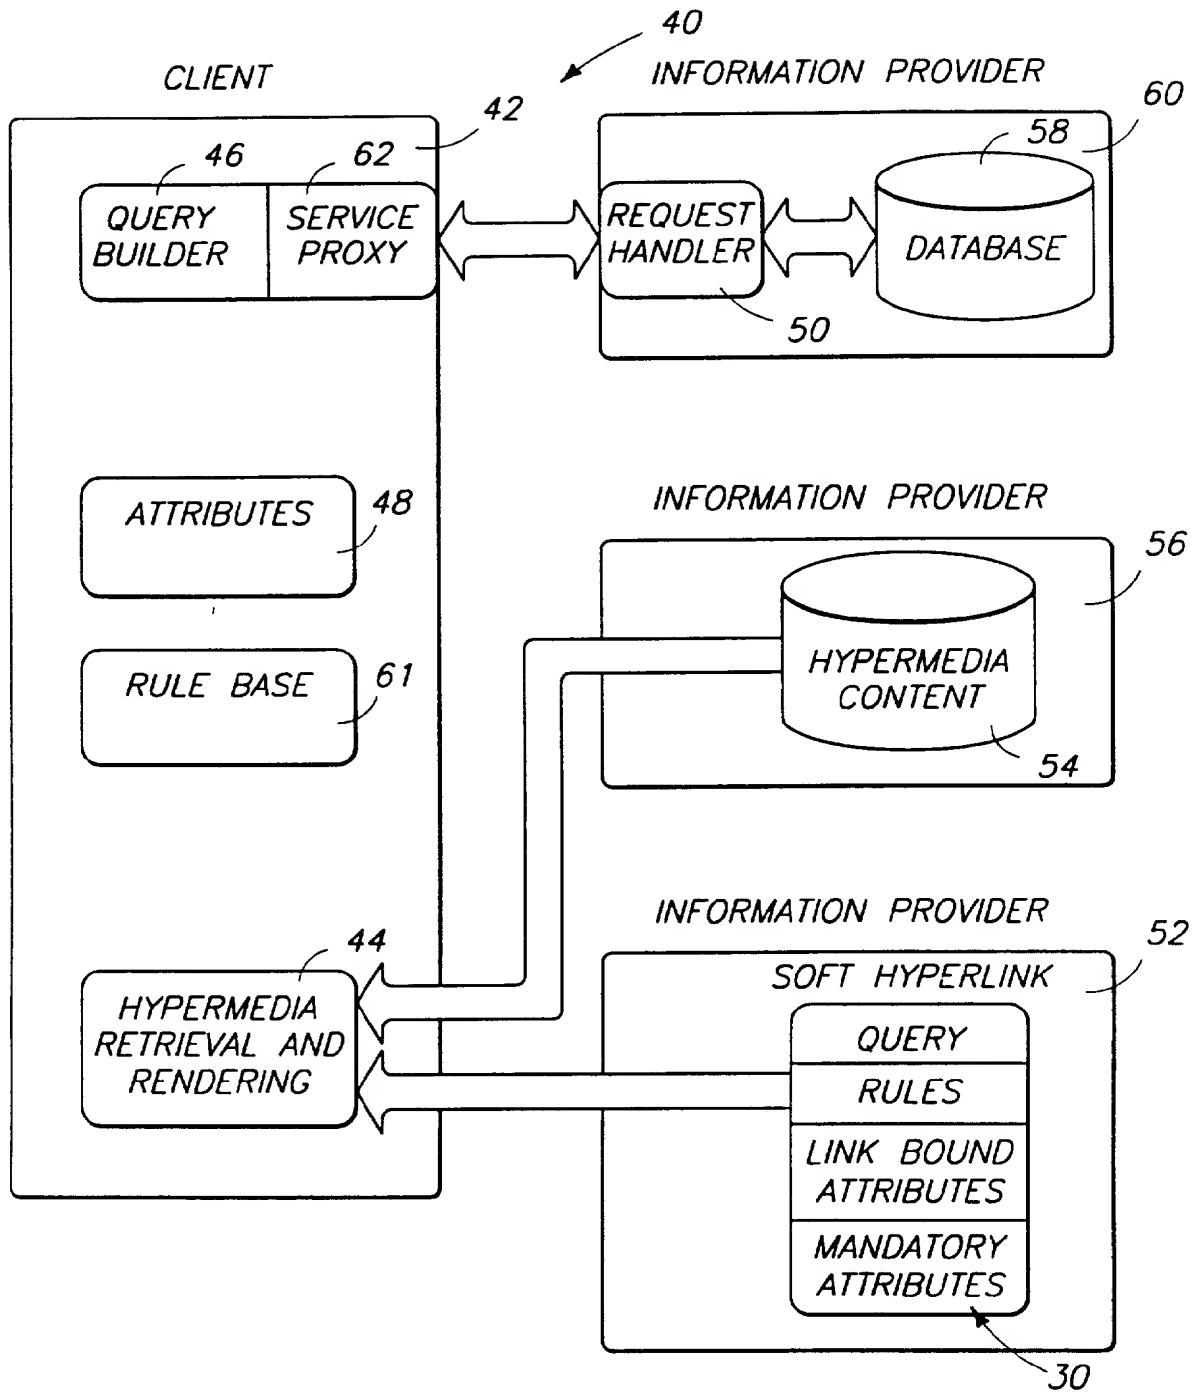 40
CLIENT
INFORMATION PROVIDER
42
60
46
62
58
QUERY
BUILDER
SERVICE
PROXY
REQUEST
HANDLER
DATABASE
50
ATTRIBUTES
48
INFORMATION PROVIDER
56
RULE BASE
61
HYPERMEDIA
CONTENT
54
INFORMATION PROVIDER
52
44
SOFT HYPERLINK
HYPERMEDIA
RETRIEVAL AND
RENDERING
QUERY
RULES
LINK BOUND
ATTRIBUTES
MANDATORY
ATTRIBUTES
30